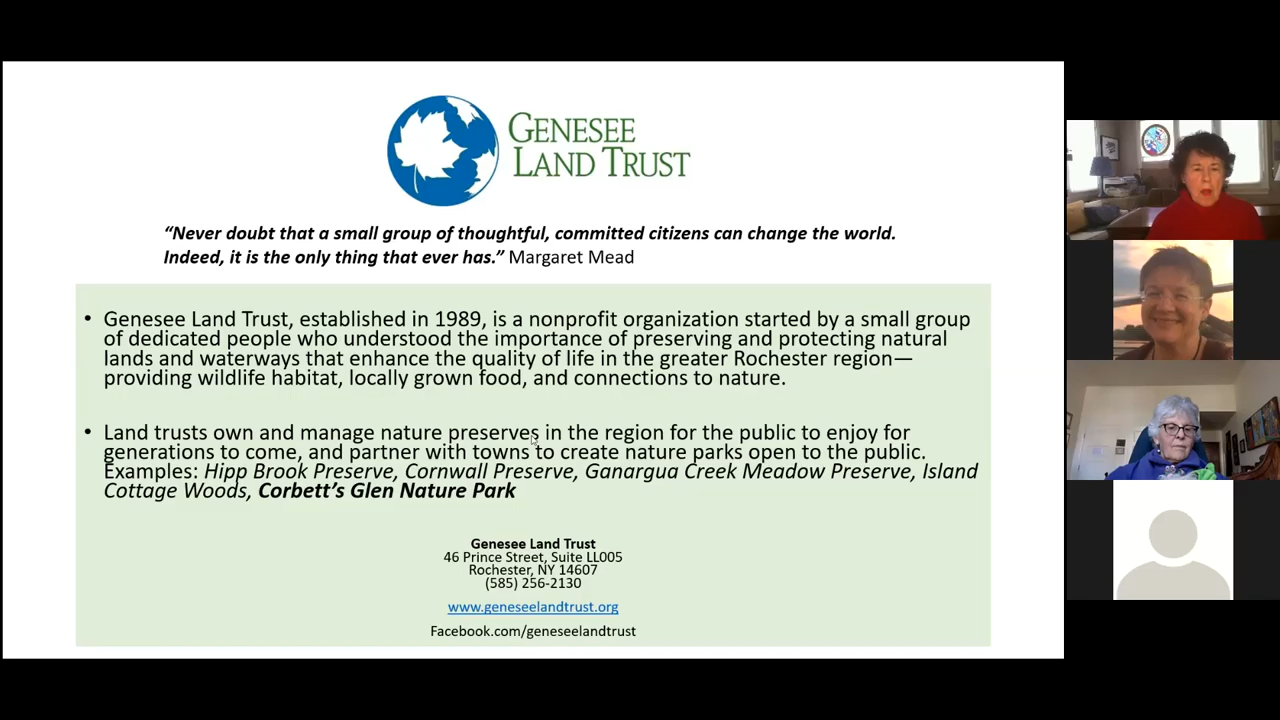 GENESEE
LAND TRUST
“Never doubt that a small group of thoughtful, committed citizens can change the world.
Indeed, it is the only thing that ever has.” Margaret Mead
• Genesee Land Trust, established in 1989, is a nonprofit organization started by a small group
of dedicated people who understood the importance of preserving and protecting natural
lands and waterways that enhance the quality of life in the greater Rochester region—
providing wildlife habitat, locally grown food, and connections to nature.
• Land trusts own and manage nature preserves in the region for the public to enjoy for
generations to come, and partner with towns to create nature parks open to the public.
Examples: Hipp Brook Preserve, Cornwall Preserve, Ganargua Creek Meadow Preserve, Island
Cottage Woods, Corbett’s Glen Nature Park
Genesee Land Trust
46 Prince Street, Suite LL005
Rochester, NY 14607
(585) 256-2130
www.geneseelandtrust.org
Facebook.com/geneseelandtrust